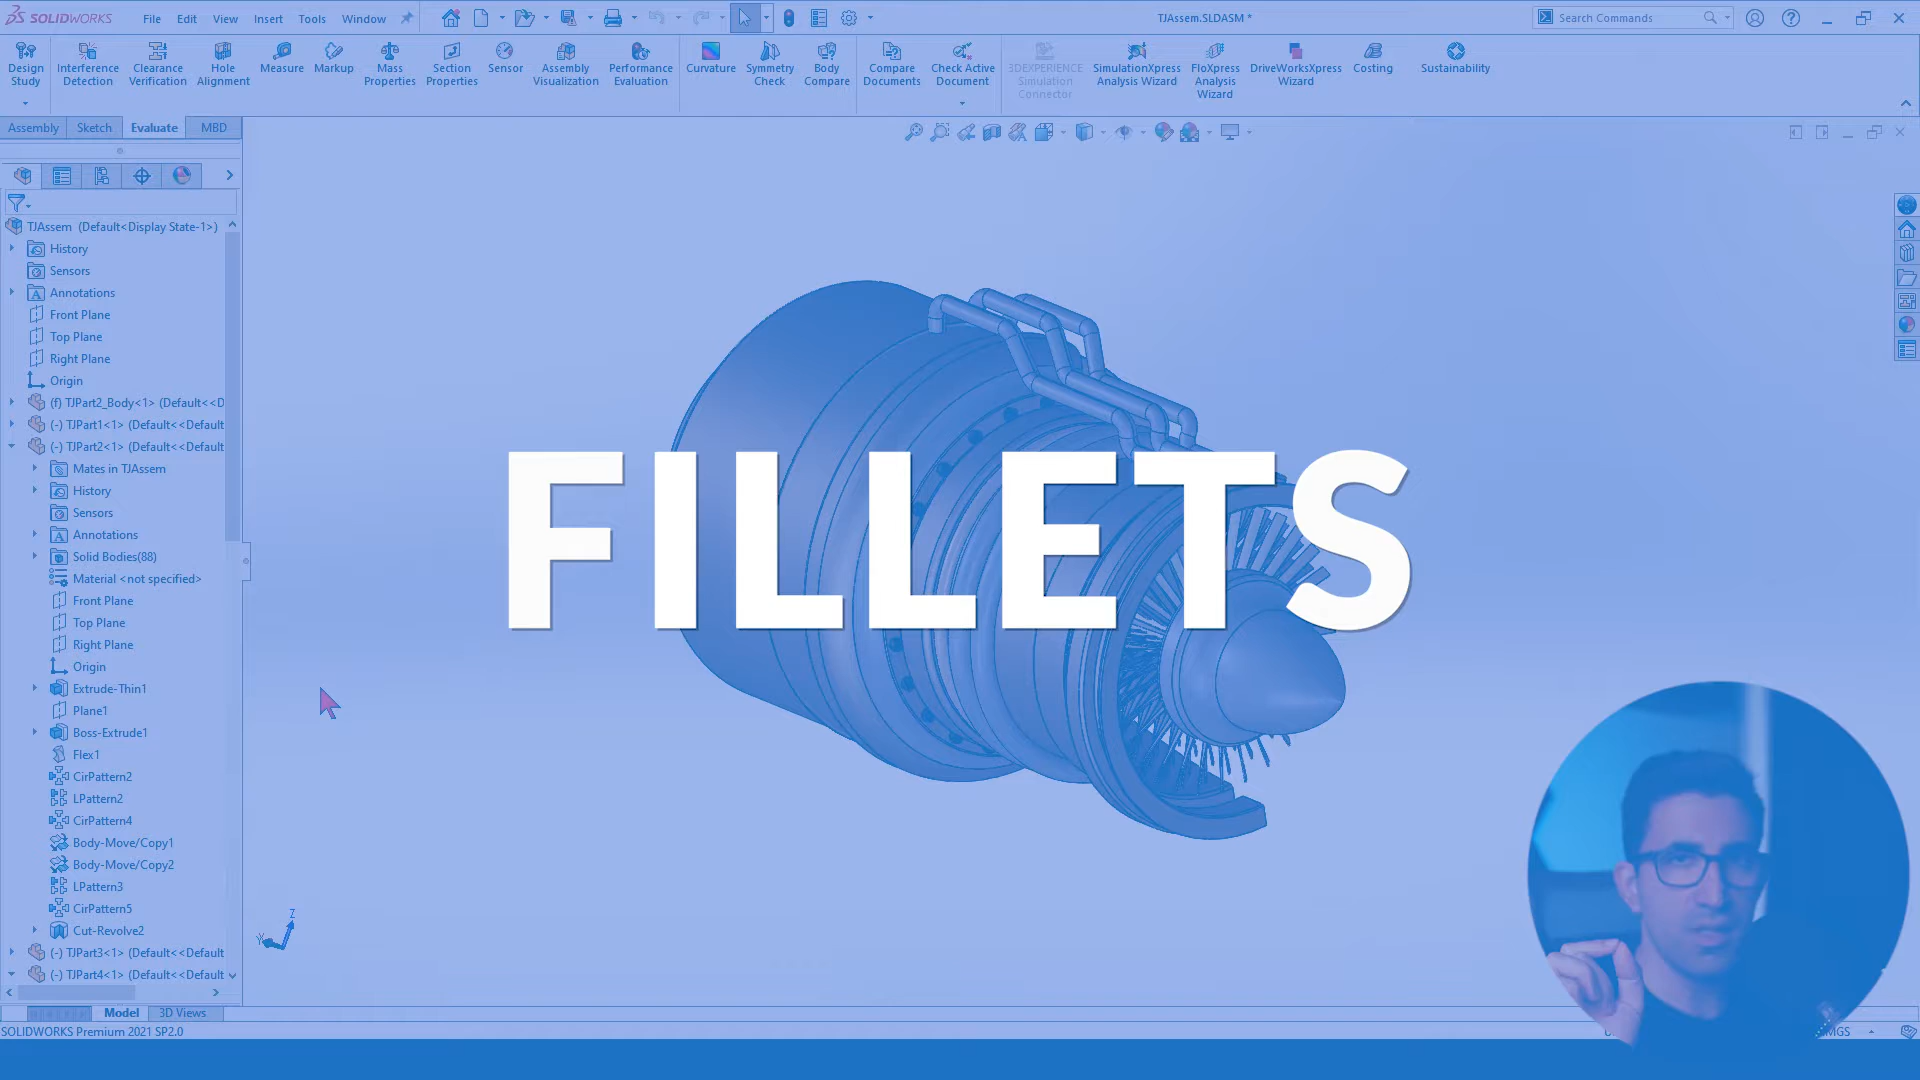 SOLIDWORKS File Edit View Insert Tools Window TJAssem.SLDASM * Search Commands
Design Study
Interference Detection
Clearance Verification
Hole Alignment
Measure
Markup
Mass Properties
Section Properties
Sensor
Assembly Visualization
Performance Evaluation
Curvature
Symmetry Check
Body Compare
Compare Documents
Check Active Document
3DEXPERIENCE Simulation Connector
SimulationXpress Analysis Wizard
FloXpress Analysis Wizard
DriveWorksXpress Wizard
Costing
Sustainability
Assembly Sketch Evaluate MBD
TJAssem (Default<Display State-1>)
History
Sensors
Annotations
Front Plane
Top Plane
Right Plane
Origin
(f) TJPart2_Body<1> (Default<<D
(-) TJPart1<1> (Default<<Default
(-) TJPart2<1> (Default<<Default
Mates in TJAssem
History
Sensors
Annotations
Solid Bodies(88)
Material <not specified>
Front Plane
Top Plane
Right Plane
Origin
Extrude-Thin1
Plane1
Boss-Extrude1
Flex1
CirPattern2
LPattern2
CirPattern4
Body-Move/Copy1
Body-Move/Copy2
LPattern3
CirPattern5
Cut-Revolve2
(-) TJPart3<1> (Default<<Default
(-) TJPart4<1> (Default<<Default
FILLETS
Z
Y
Model 3D Views
SOLIDWORKS Premium 2021 SP2.0
MGS